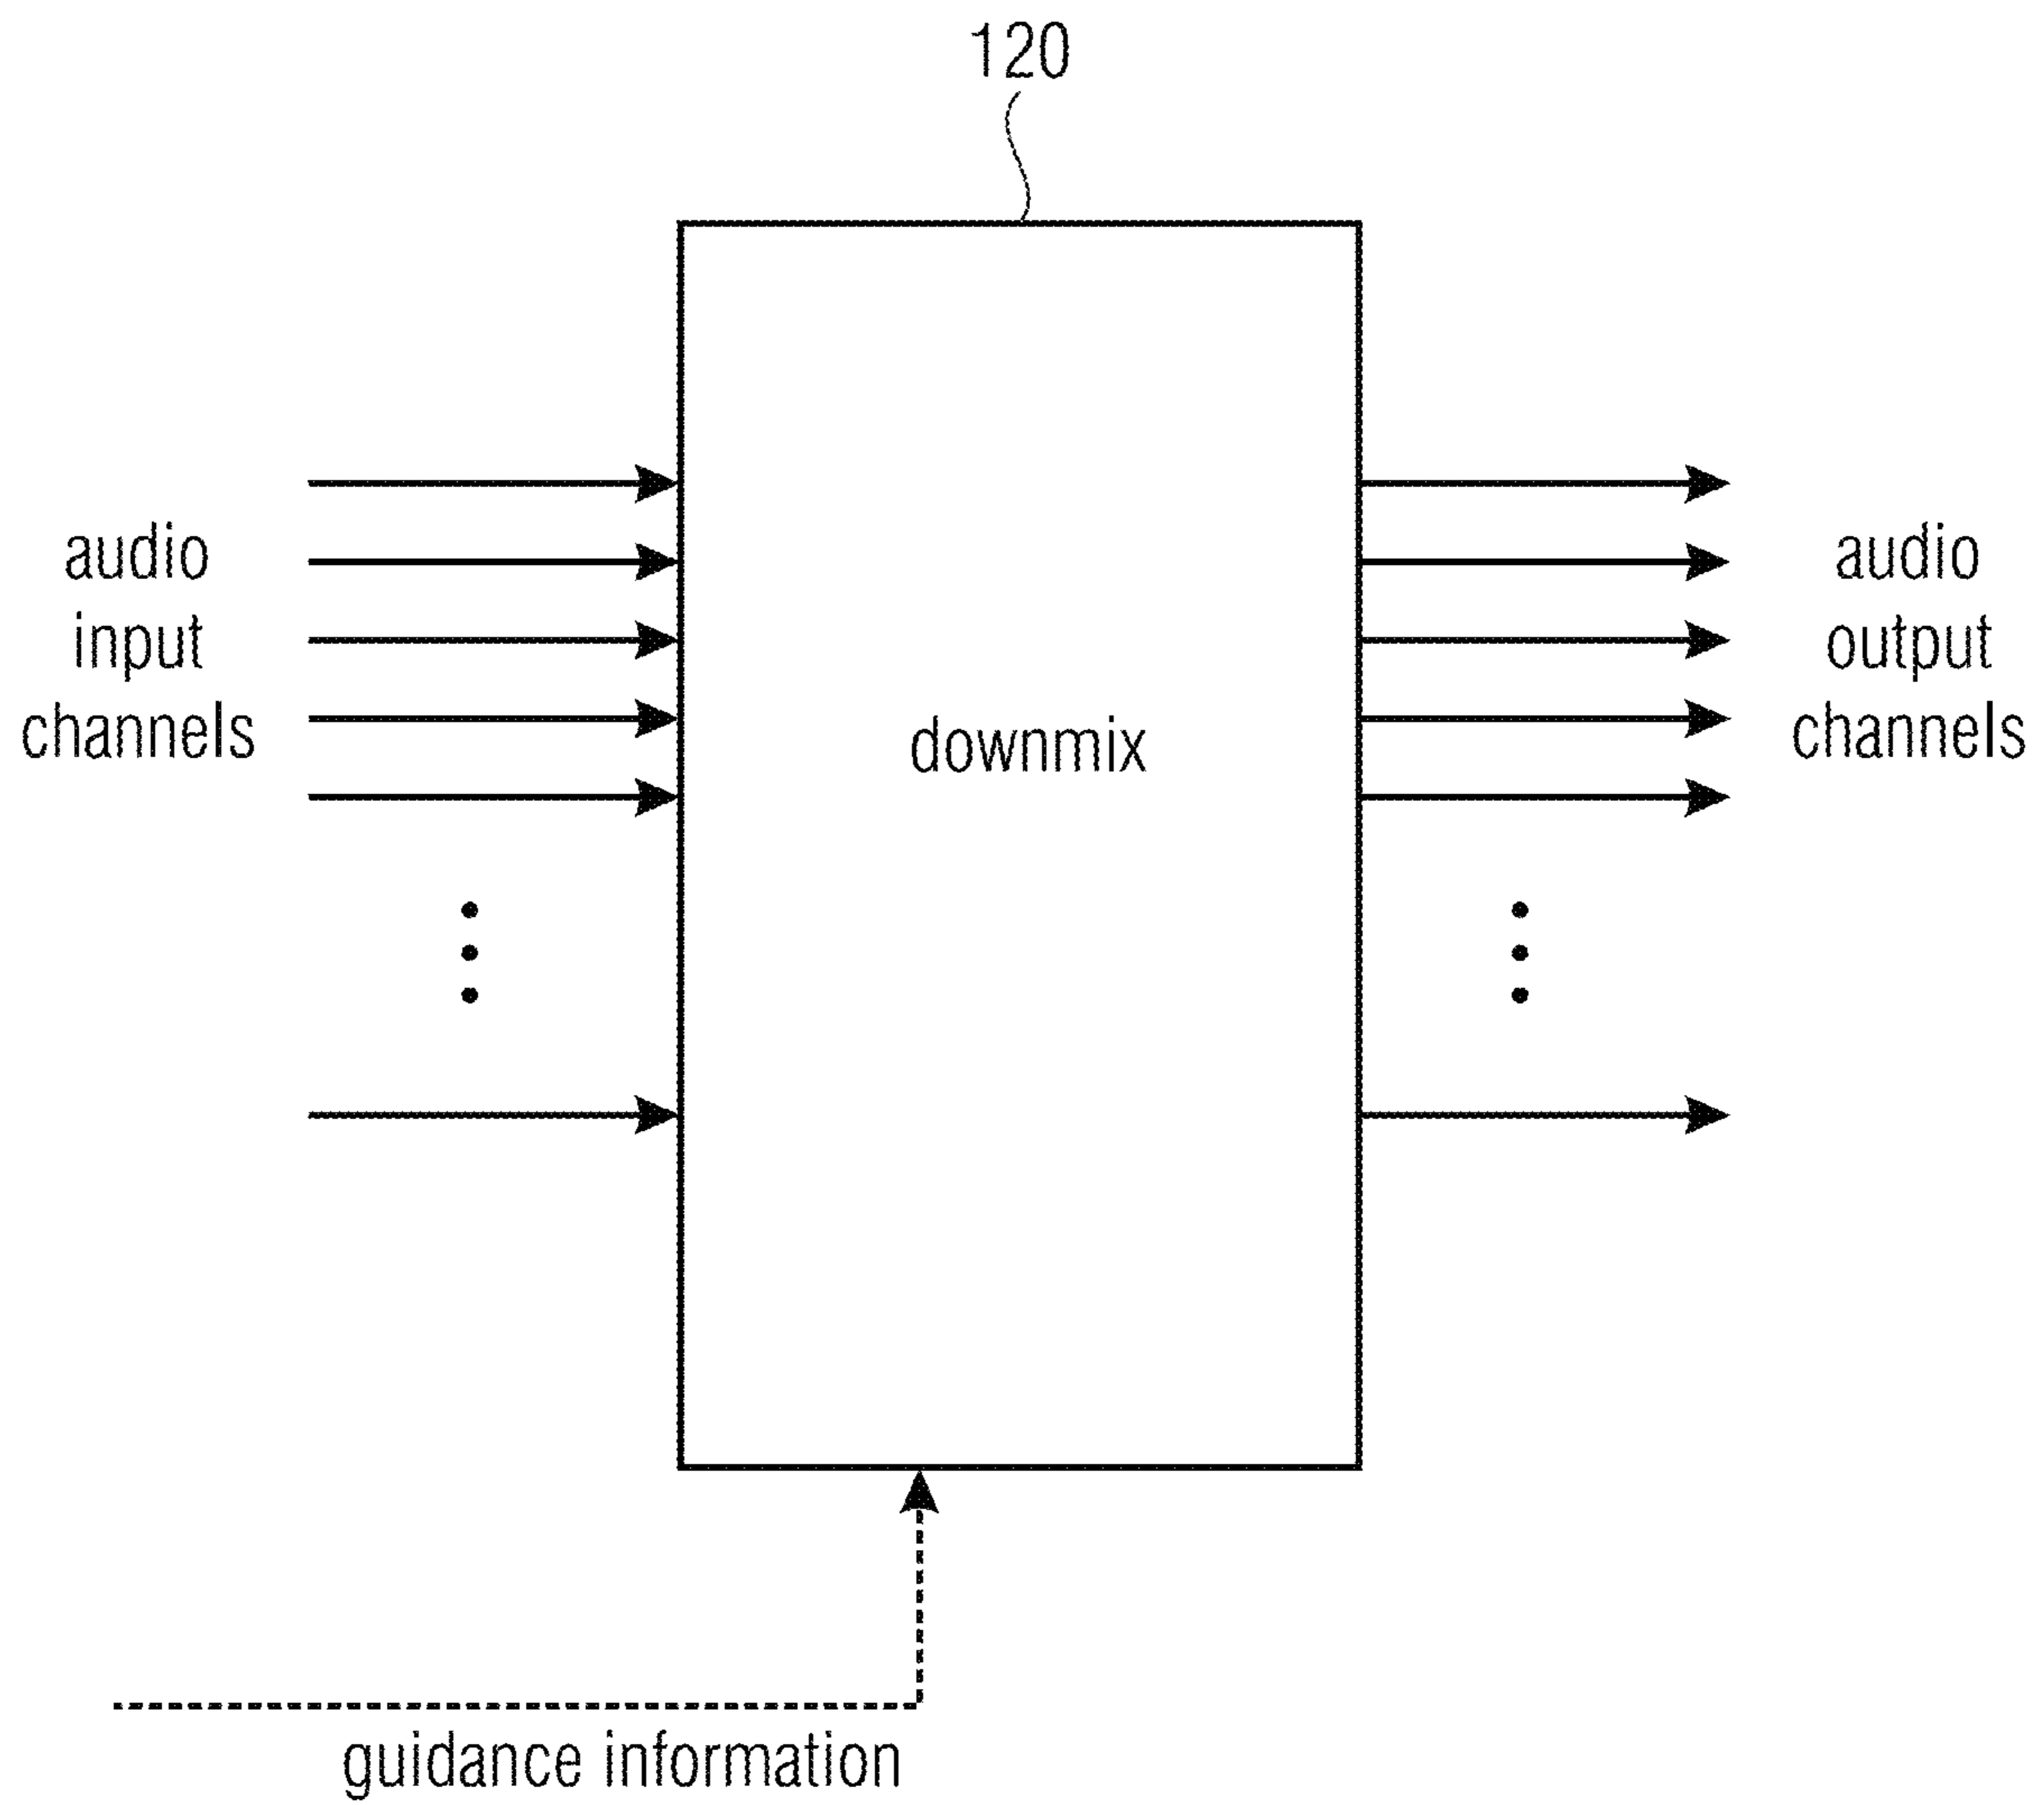 120
audio
input
channels
downmix
audio
output
channels
guidance information